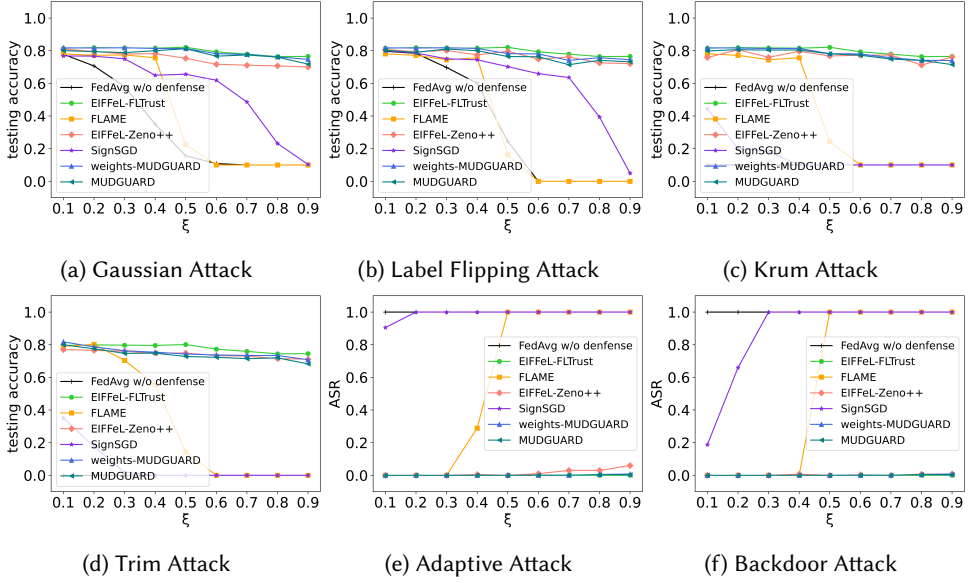 testing accuracy
1.0
0.8
0.6
0.4
0.2
0.0
FedAvg w/o denfense
EIFFeL-FLTrust
FLAME
EIFFeL-Zeno++
SignSGD
weights-MUDGUARD
MUDGUARD
0.1 0.2 0.3 0.4 0.5 0.6 0.7 0.8 0.9
ξ
(a) Gaussian Attack
testing accuracy
1.0
0.8
0.6
0.4
0.2
0.0
FedAvg w/o denfense
EIFFeL-FLTrust
FLAME
EIFFeL-Zeno++
SignSGD
weights-MUDGUARD
MUDGUARD
0.1 0.2 0.3 0.4 0.5 0.6 0.7 0.8 0.9
ξ
(b) Label Flipping Attack
testing accuracy
1.0
0.8
0.6
0.4
0.2
0.0
FedAvg w/o denfense
EIFFeL-FLTrust
FLAME
EIFFeL-Zeno++
SignSGD
weights-MUDGUARD
MUDGUARD
0.1 0.2 0.3 0.4 0.5 0.6 0.7 0.8 0.9
ξ
(c) Krum Attack
testing accuracy
1.0
0.8
0.6
0.4
0.2
0.0
FedAvg w/o denfense
EIFFeL-FLTrust
FLAME
EIFFeL-Zeno++
SignSGD
weights-MUDGUARD
MUDGUARD
0.1 0.2 0.3 0.4 0.5 0.6 0.7 0.8 0.9
ξ
(d) Trim Attack
ASR
1.0
0.8
0.6
0.4
0.2
0.0
FedAvg w/o denfense
EIFFeL-FLTrust
FLAME
EIFFeL-Zeno++
SignSGD
weights-MUDGUARD
MUDGUARD
0.1 0.2 0.3 0.4 0.5 0.6 0.7 0.8 0.9
ξ
(e) Adaptive Attack
ASR
1.0
0.8
0.6
0.4
0.2
0.0
FedAvg w/o denfense
EIFFeL-FLTrust
FLAME
EIFFeL-Zeno++
SignSGD
weights-MUDGUARD
MUDGUARD
0.1 0.2 0.3 0.4 0.5 0.6 0.7 0.8 0.9
ξ
(f) Backdoor Attack